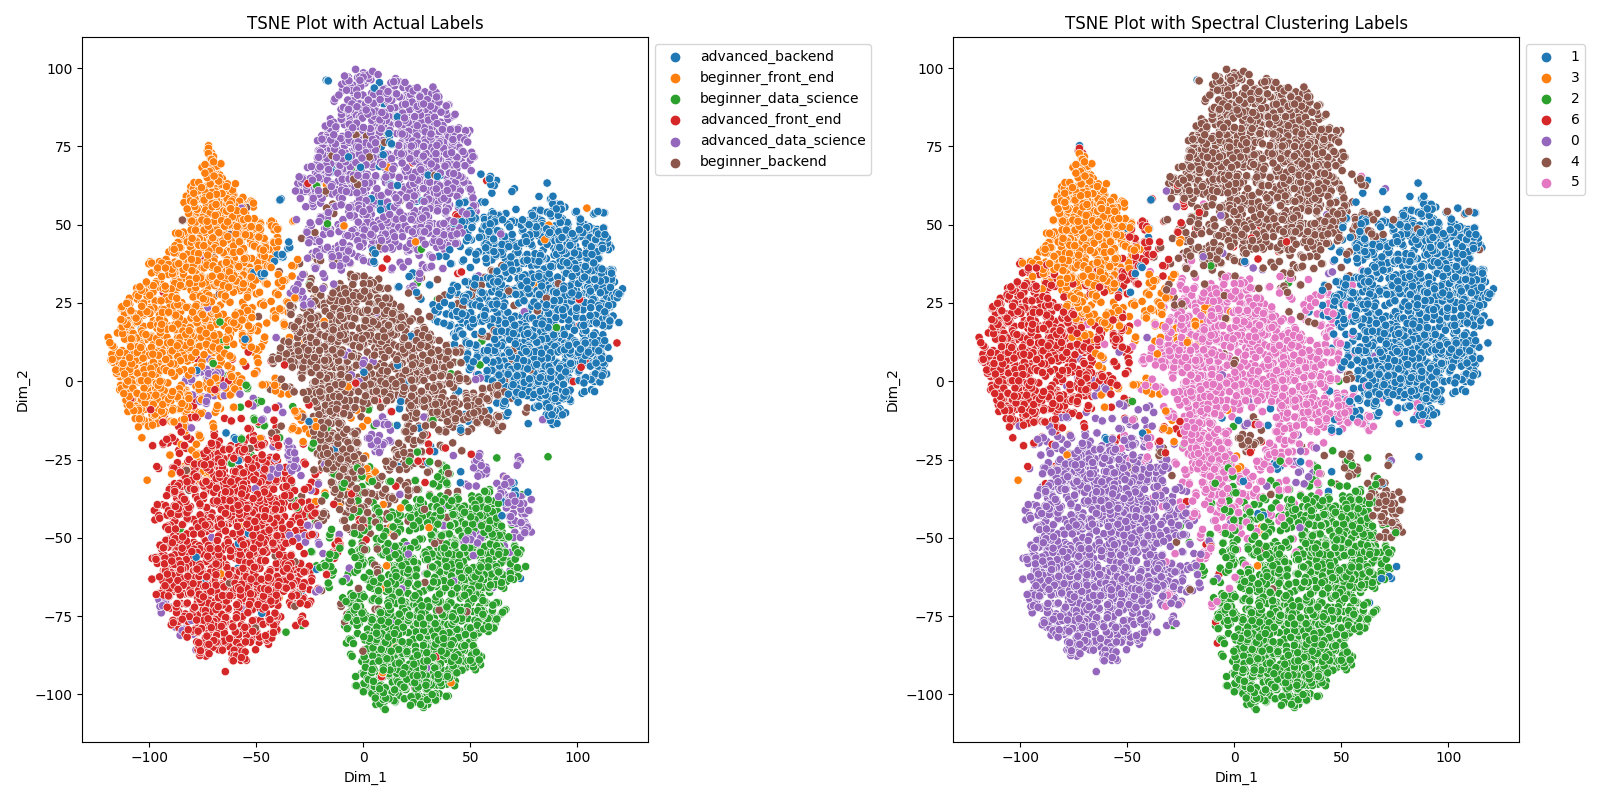 TSNE Plot with Actual Labels
100
75
50
25
0
−25
−50
−75
−100
Dim_2
−100
−50
0
50
100
Dim_1
advanced_backend
beginner_front_end
beginner_data_science
advanced_front_end
advanced_data_science
beginner_backend
TSNE Plot with Spectral Clustering Labels
100
75
50
25
0
−25
−50
−75
−100
Dim_2
−100
−50
0
50
100
Dim_1
1
3
2
6
0
4
5